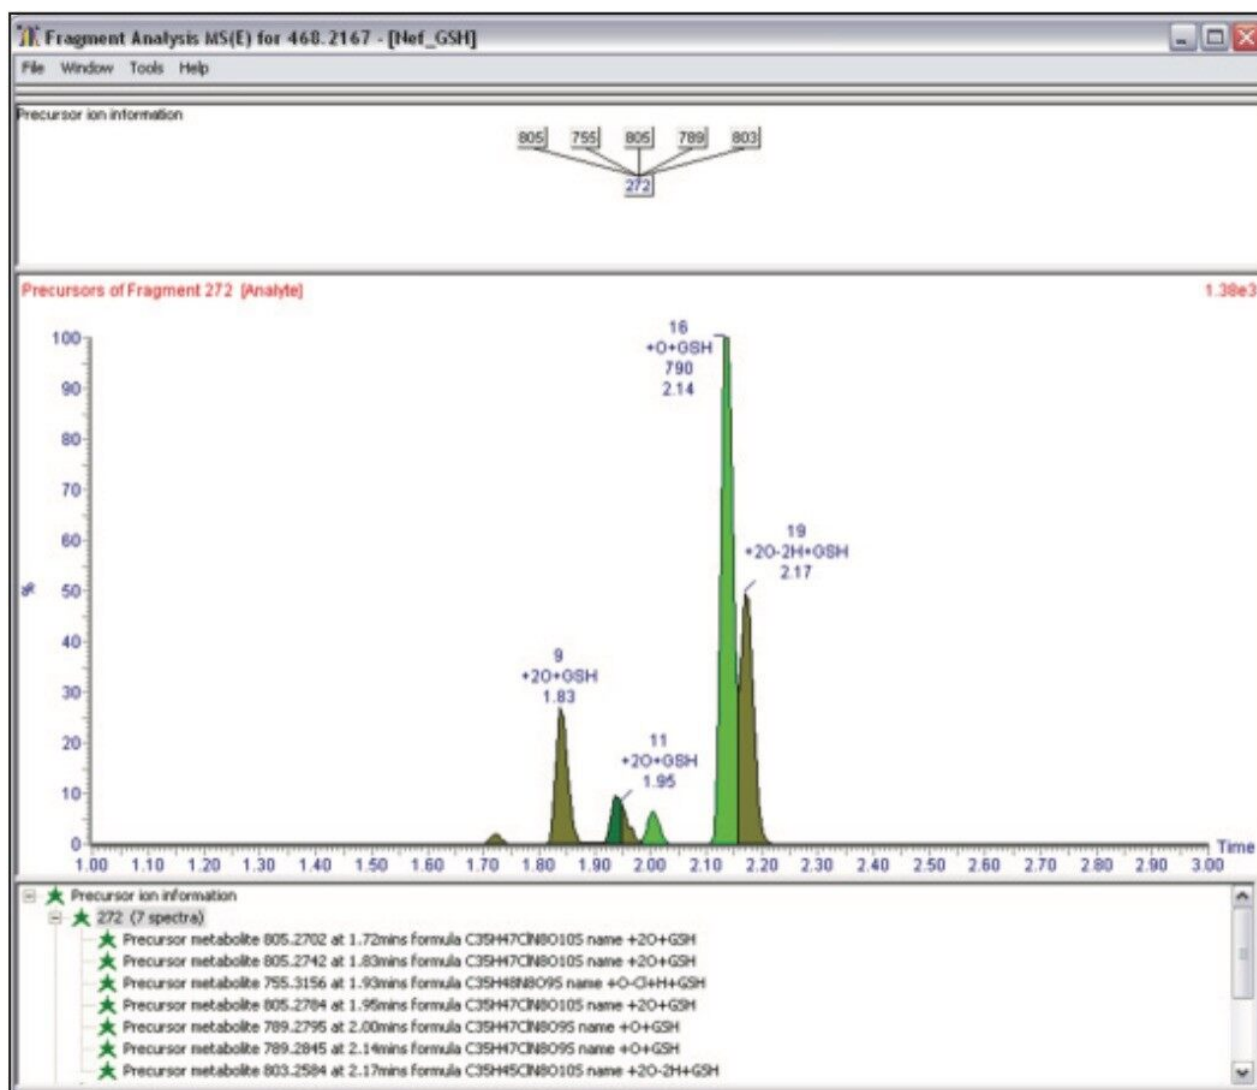 Fragment Analysis MS(E) for 468.2167 - [Nef_GSH]
File Window Tools Help
Precursor ion information
805 755 805 789 803
272
Precursors of Fragment 272 [Analyte] 1.38e3
16
+O+GSH
790
2.14
19
+2O-2H+GSH
2.17
9
+2O+GSH
1.83
11
+2O+GSH
1.95
100
90
80
70
60
50
40
30
20
10
0
%
1.00 1.10 1.20 1.30 1.40 1.50 1.60 1.70 1.80 1.90 2.00 2.10 2.20 2.30 2.40 2.50 2.60 2.70 2.80 2.90 3.00
Time
Precursor ion information
272 (7 spectra)
Precursor metabolite 805.2702 at 1.72mins formula C35H47ClN8O10S name +2O+GSH
Precursor metabolite 805.2742 at 1.83mins formula C35H47ClN8O10S name +2O+GSH
Precursor metabolite 755.3156 at 1.93mins formula C35H48N8O9S name +O-Cl+H+GSH
Precursor metabolite 805.2784 at 1.95mins formula C35H47ClN8O10S name +2O+GSH
Precursor metabolite 789.2795 at 2.00mins formula C35H47ClN8O9S name +O+GSH
Precursor metabolite 789.2845 at 2.14mins formula C35H47ClN8O9S name +O+GSH
Precursor metabolite 803.2584 at 2.17mins formula C35H45ClN8O10S name +2O-2H+GSH